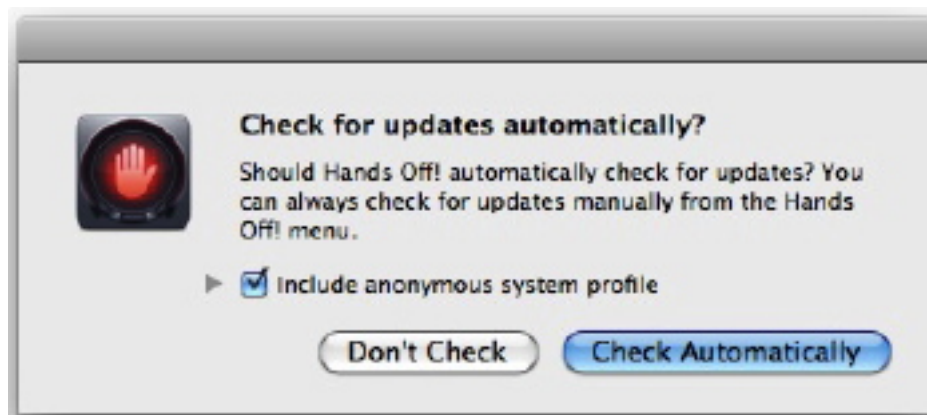 Check for updates automatically?
Should Hands Off! automatically check for updates? You
can always check for updates manually from the Hands
Off! menu.
Include anonymous system profile
Don't Check
Check Automatically